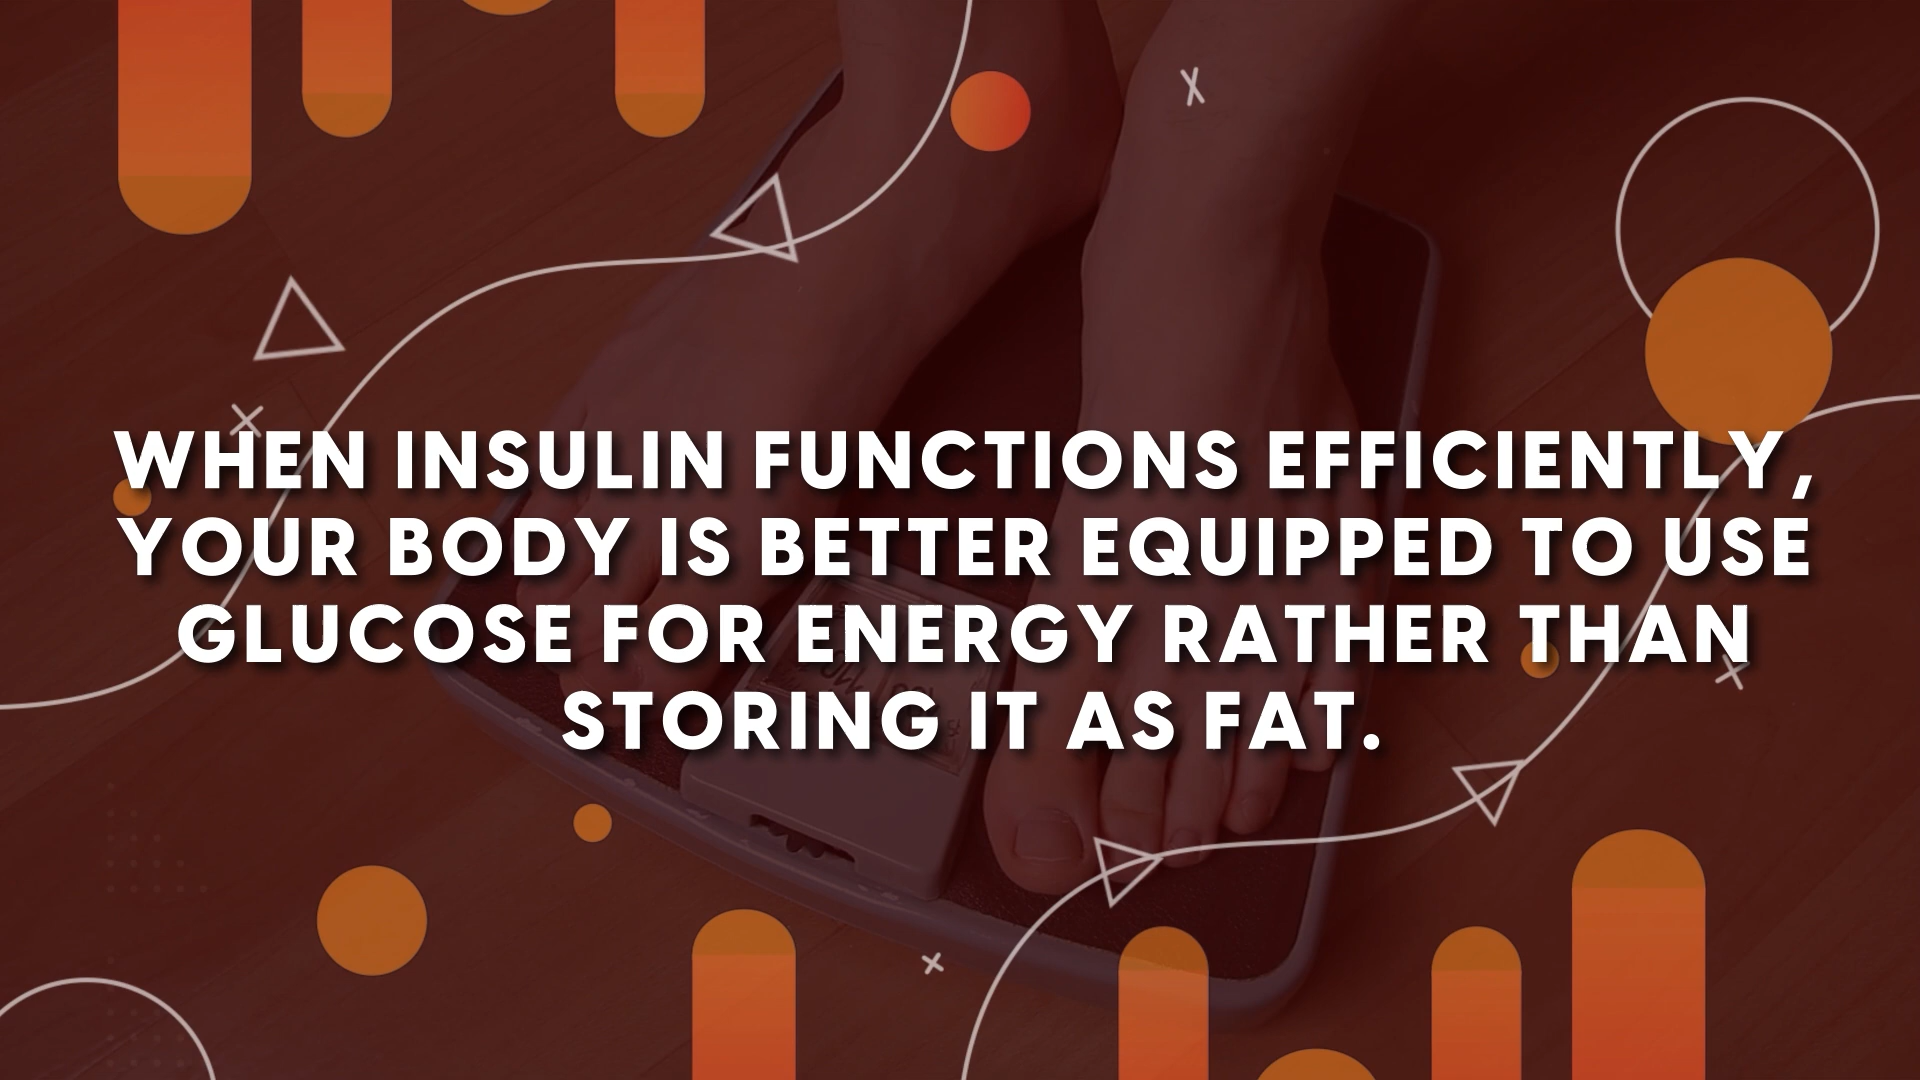 WHEN INSULIN FUNCTIONS EFFICIENTLY,
YOUR BODY IS BETTER EQUIPPED TO USE
GLUCOSE FOR ENERGY RATHER THAN
STORING IT AS FAT.